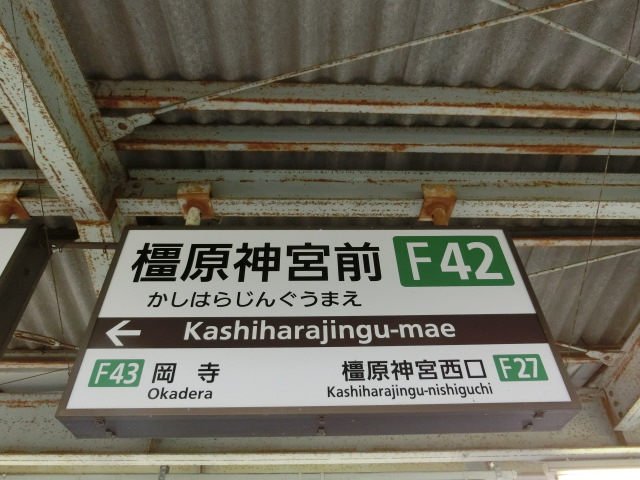 橿原神宮前 F42
かしはらじんぐうまえ
Kashiharajingu-mae
F43 岡寺 橿原神宮西口 F27
Okadera Kashiharajingu-nishiguchi